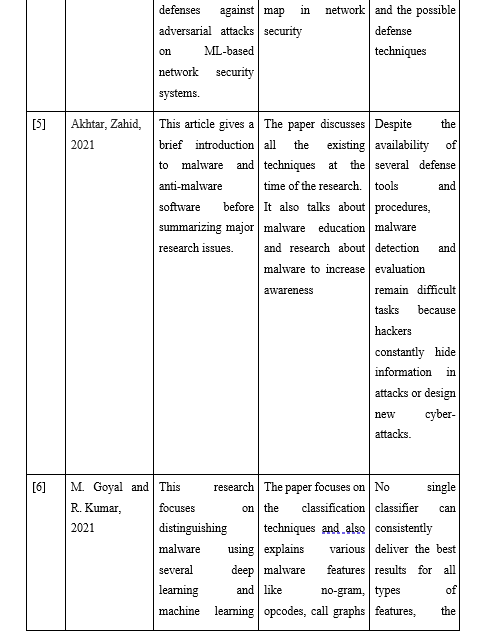 defenses against
adversarial attacks
on ML-based
network security
systems.
map in network
security
and the possible
defense
techniques
[5]
Akhtar, Zahid,
2021
This article gives a
brief introduction
to malware and
anti-malware
software before
summarizing major
research issues.
The paper discusses
all the existing
techniques at the
time of the research.
It also talks about
malware education
and research about
malware to increase
awareness
Despite the
availability of
several defense
tools and
procedures,
malware
detection and
evaluation
remain difficult
tasks because
hackers
constantly hide
information in
attacks or design
new cyber-
attacks.
[6]
M. Goyal and
R. Kumar,
2021
This research
focuses on
distinguishing
malware using
several deep
learning and
machine learning
The paper focuses on
the classification
techniques and also
explains various
malware features
like no-gram,
opcodes, call graphs
No single
classifier can
consistently
deliver the best
results for all
types of
features, the